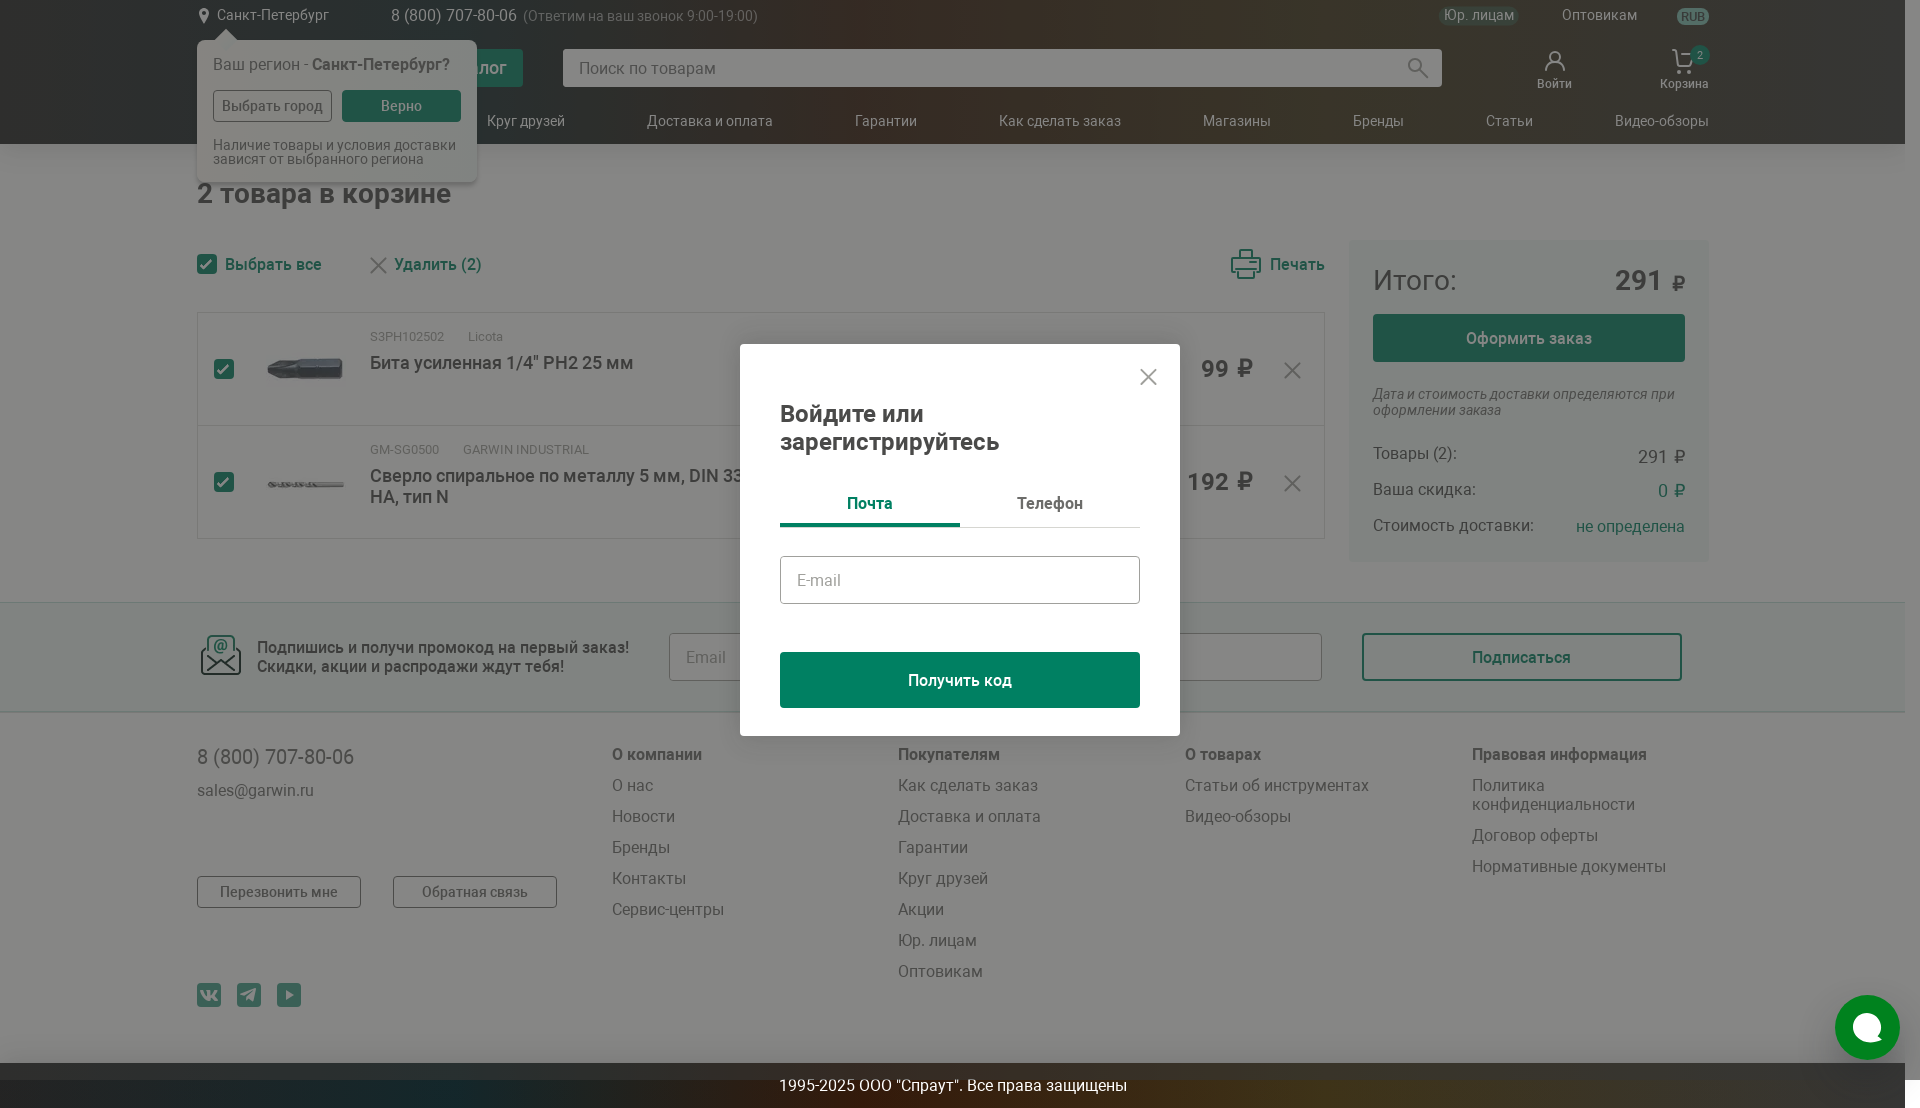 Санкт-Петербург
8 (800) 707-80-06 (Ответим на ваш звонок 9:00-19:00)
Юр. лицам
Оптовикам
RUB
Ваш регион - Санкт-Петербург?
Выбрать город
Верно
Наличие товары и условия доставки
зависят от выбранного региона
алог
Поиск по товарам
Войти
2
Корзина
Круг друзей
Доставка и оплата
Гарантии
Как сделать заказ
Магазины
Бренды
Статьи
Видео-обзоры
2 товара в корзине
Выбрать все
Удалить (2)
Печать
S3PH102502 Licota
Бита усиленная 1/4" PH2 25 мм
99 ₽
GM-SG0500 GARWIN INDUSTRIAL
Сверло спиральное по металлу 5 мм, DIN 33
HA, тип N
192 ₽
Итого: 291 ₽
Оформить заказ
Дата и стоимость доставки определяются при
оформлении заказа
Товары (2): 291 ₽
Ваша скидка: 0 ₽
Стоимость доставки: не определена
Войдите или
зарегистрируйтесь
Почта
Телефон
E-mail
Получить код
Подпишись и получи промокод на первый заказ!
Скидки, акции и распродажи ждут тебя!
Email
Подписаться
8 (800) 707-80-06
sales@garwin.ru
Перезвонить мне
Обратная связь
О компании
О нас
Новости
Бренды
Контакты
Сервис-центры
Покупателям
Как сделать заказ
Доставка и оплата
Гарантии
Круг друзей
Акции
Юр. лицам
Оптовикам
О товарах
Статьи об инструментах
Видео-обзоры
Правовая информация
Политика
конфиденциальности
Договор оферты
Нормативные документы
1995-2025 ООО "Спраут". Все права защищены